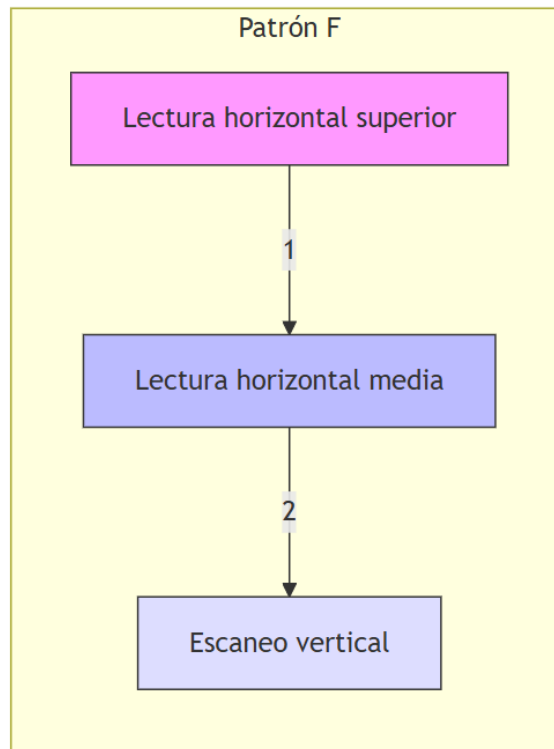 Patrón F
Lectura horizontal superior
1
Lectura horizontal media
2
Escaneo vertical